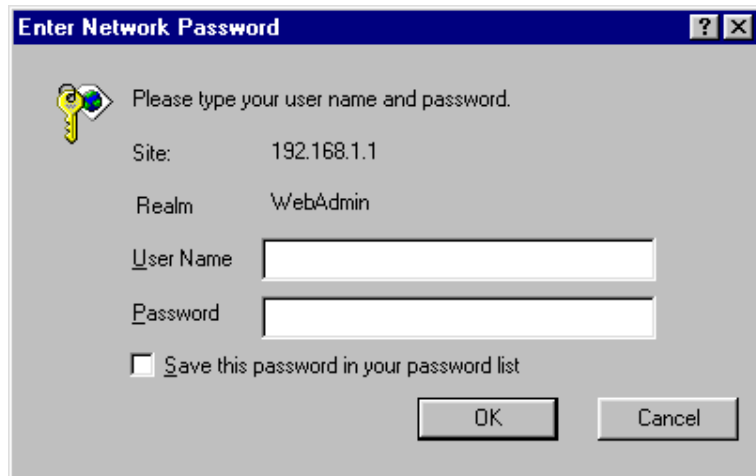 Enter Network Password
Please type your user name and password.
Site: 192.168.1.1
Realm WebAdmin
User Name
Password
Save this password in your password list
OK Cancel